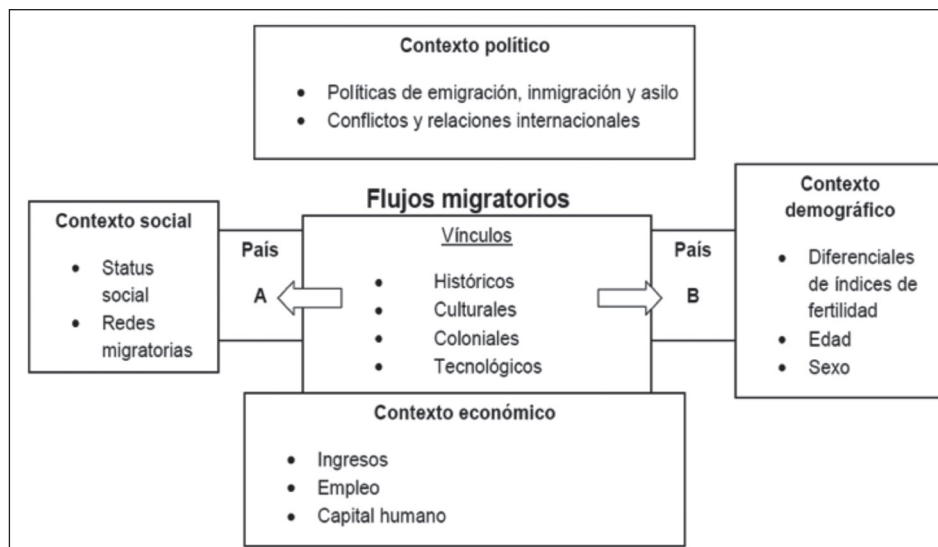 Contexto político
• Políticas de emigración, inmigración y asilo
• Conflictos y relaciones internacionales
Flujos migratorios
Contexto social
• Status
social
• Redes
migratorias
País
A
Vínculos
• Históricos
• Culturales
• Coloniales
• Tecnológicos
País
B
Contexto
demográfico
• Diferenciales
de índices de
fertilidad
• Edad
• Sexo
Contexto económico
• Ingresos
• Empleo
• Capital humano